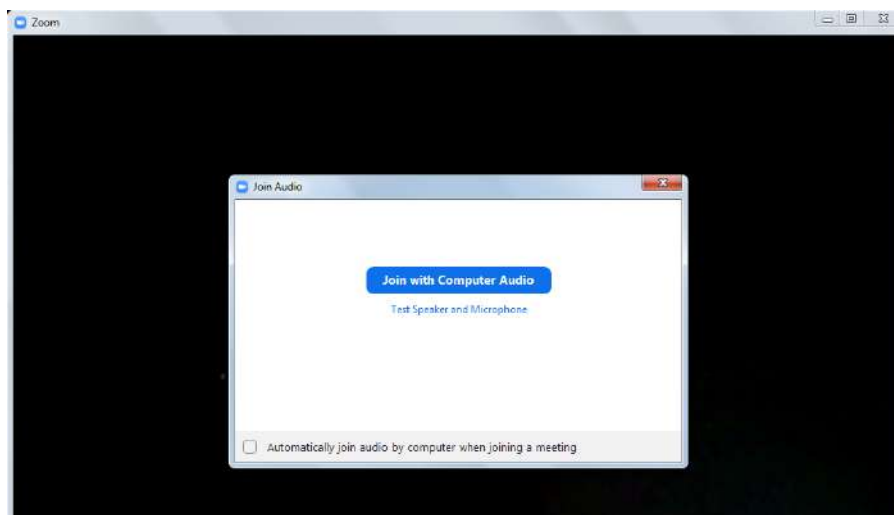 Zoom
Join Audio
Join with Computer Audio
Test Speaker and Microphone
Automatically join audio by computer when joining a meeting